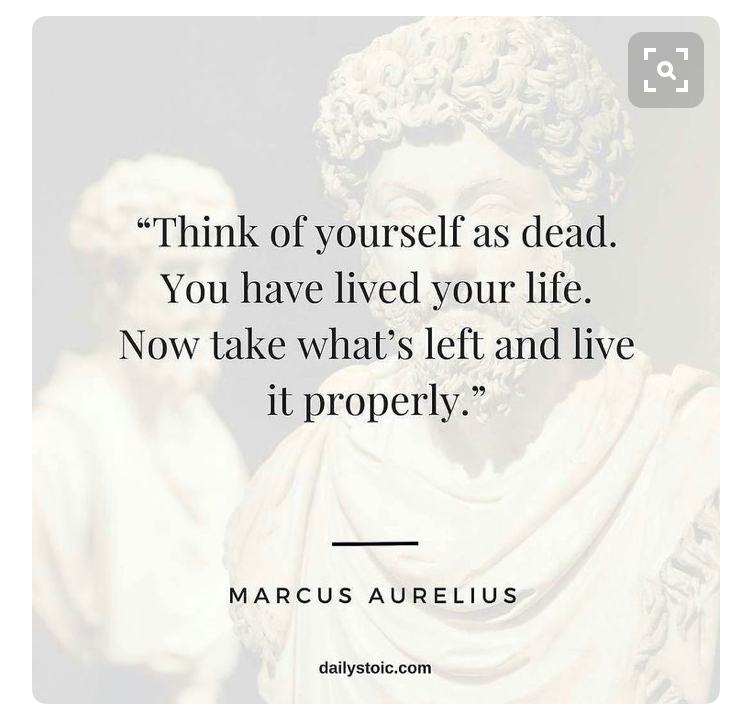 “Think of yourself as dead.
You have lived your life.
Now take what’s left and live
it properly.”
MARCUS AURELIUS
dailystoic.com